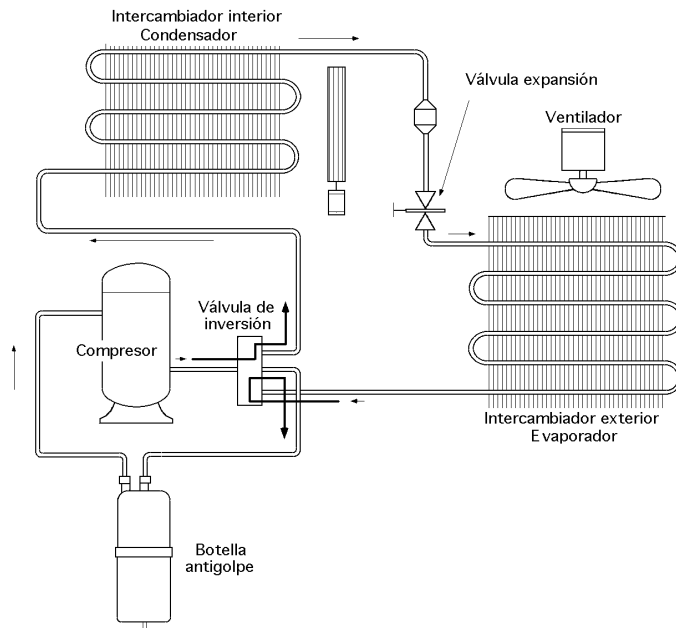 Intercambiador interior
Condensador
Válvula expansión
Ventilador
Válvula de
inversión
Compresor
Intercambiador exterior
Evaporador
Botella
antigolpe